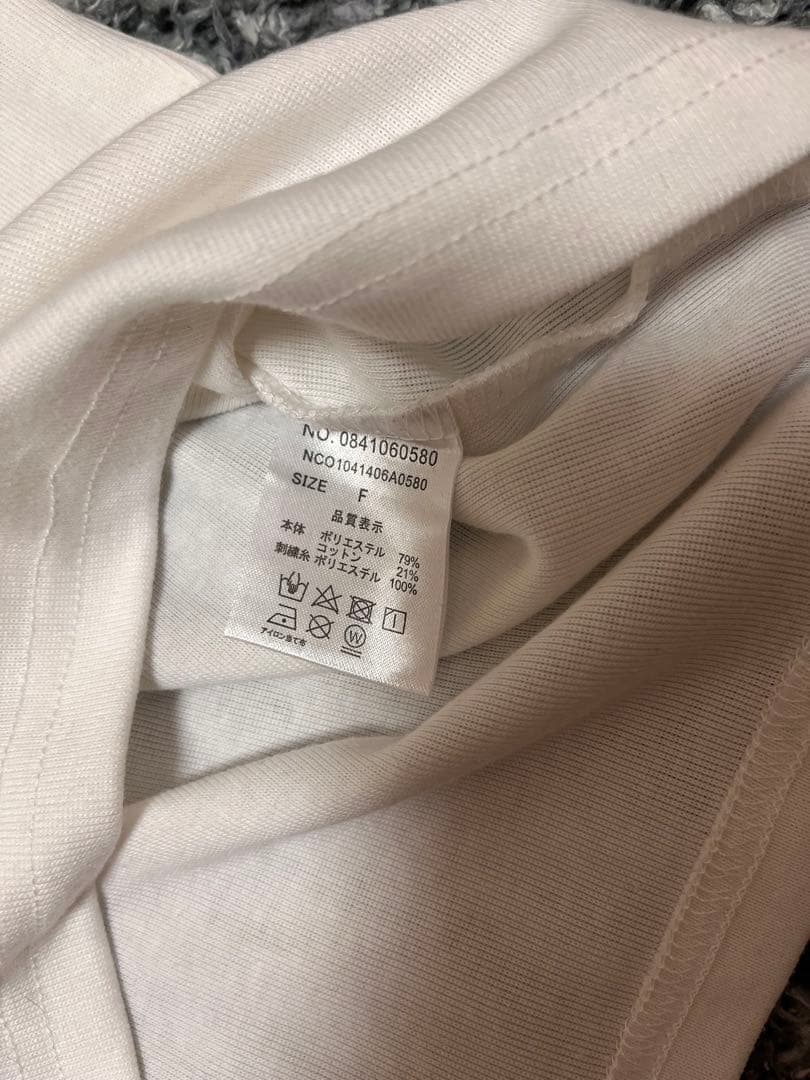 NO. 0841060580
NCO1041406A0580
SIZE F
品質表示
本体 ポリエステル 79%
コットン 21%
刺繍糸 ポリエステル 100%
W
アイロン当て布